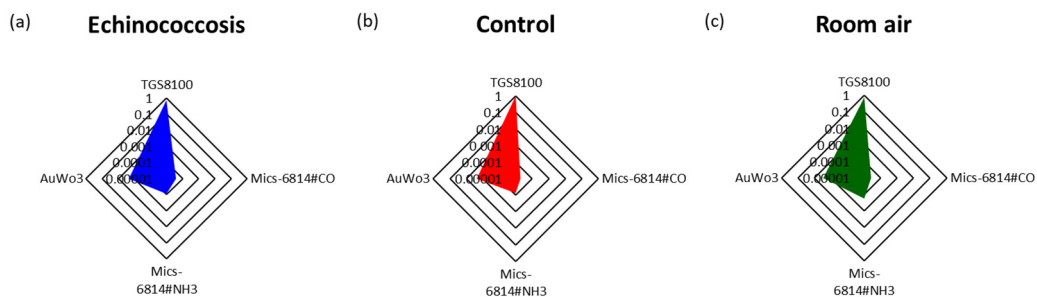 (a) Echinococcosis
TGS8100
1
0.1
0.01
0.001
0.0001
0.00001
AuWo3
Mics-
6814#NH3
(b) Control
TGS8100
1
0.1
0.01
0.001
0.0001
0.00001
AuWo3
Mics-6814#CO
Mics-
6814#NH3
(c) Room air
TGS8100
1
0.1
0.01
0.001
0.0001
0.00001
AuWo3
Mics-6814#CO
Mics-
6814#NH3